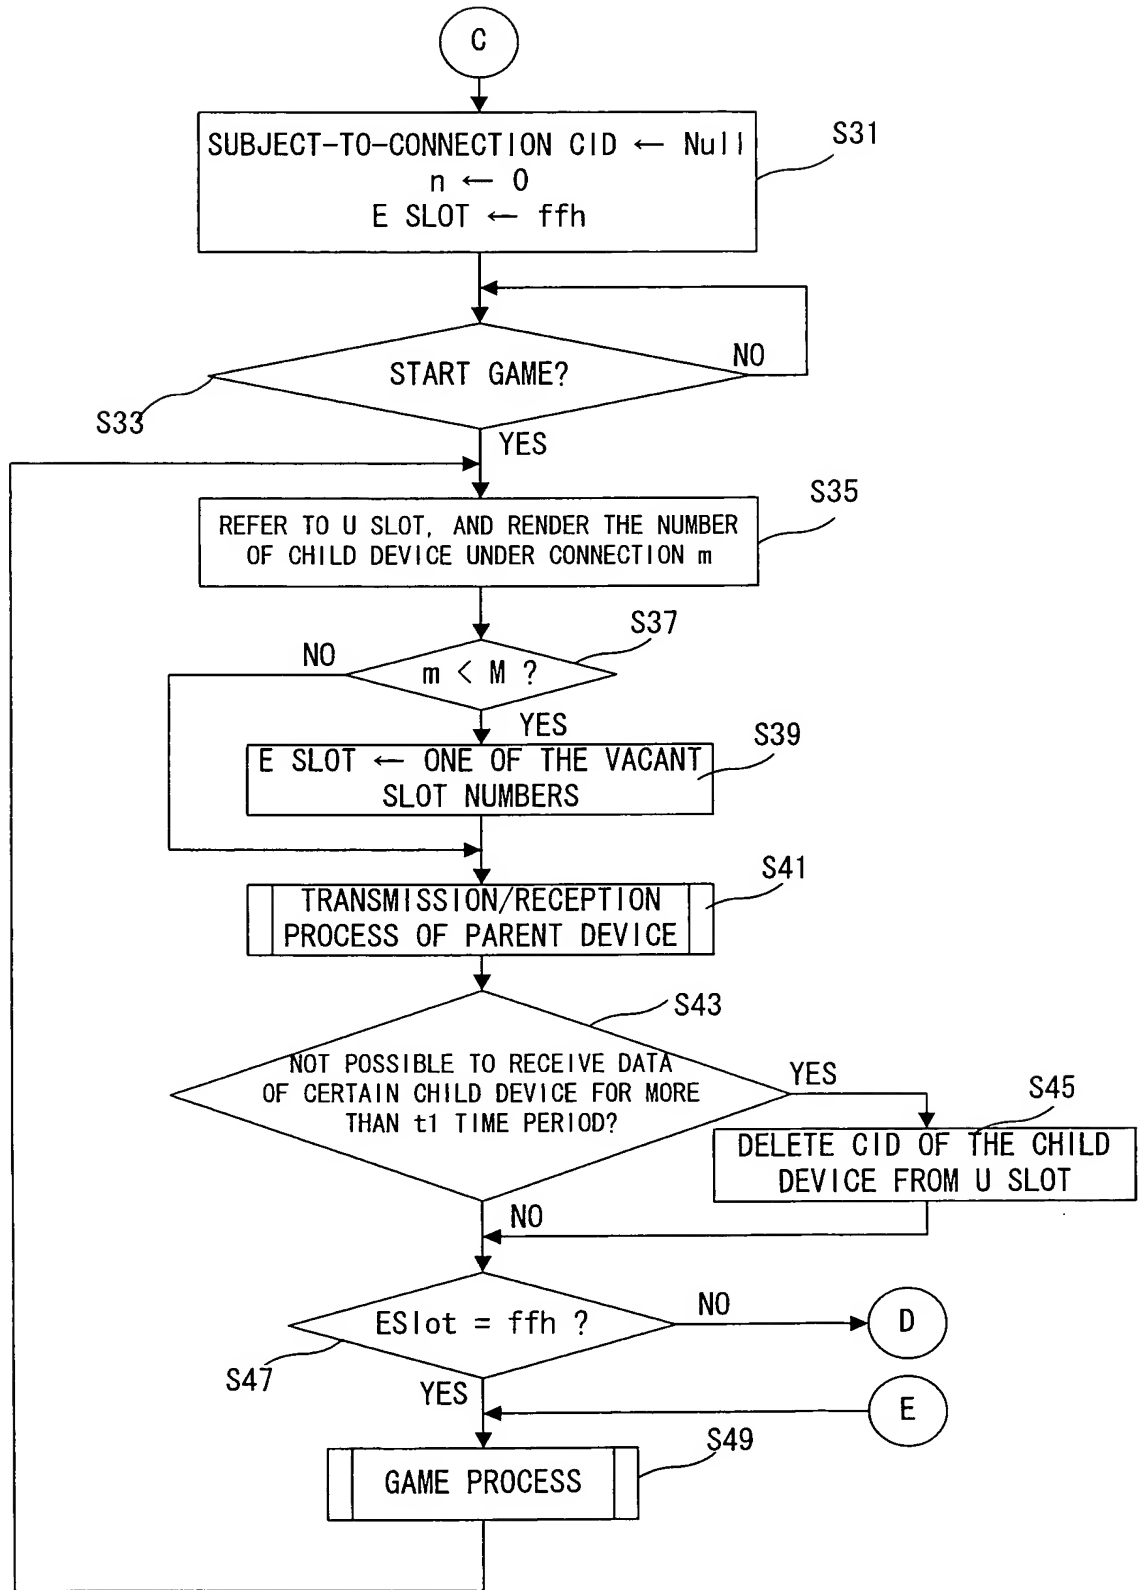 C
SUBJECT-TO-CONNECTION CID ← Null
n ← 0
E SLOT ← ffh
S31
START GAME?
NO
S33
YES
REFER TO U SLOT, AND RENDER THE NUMBER
OF CHILD DEVICE UNDER CONNECTION m
S35
m < M ?
S37
NO
YES
E SLOT ← ONE OF THE VACANT
SLOT NUMBERS
S39
TRANSMISSION/RECEPTION
PROCESS OF PARENT DEVICE
S41
S43
NOT POSSIBLE TO RECEIVE DATA
OF CERTAIN CHILD DEVICE FOR MORE
THAN t1 TIME PERIOD?
YES
S45
DELETE CID OF THE CHILD
DEVICE FROM U SLOT
NO
ESlot = ffh ?
NO
D
S47
YES
E
S49
GAME PROCESS